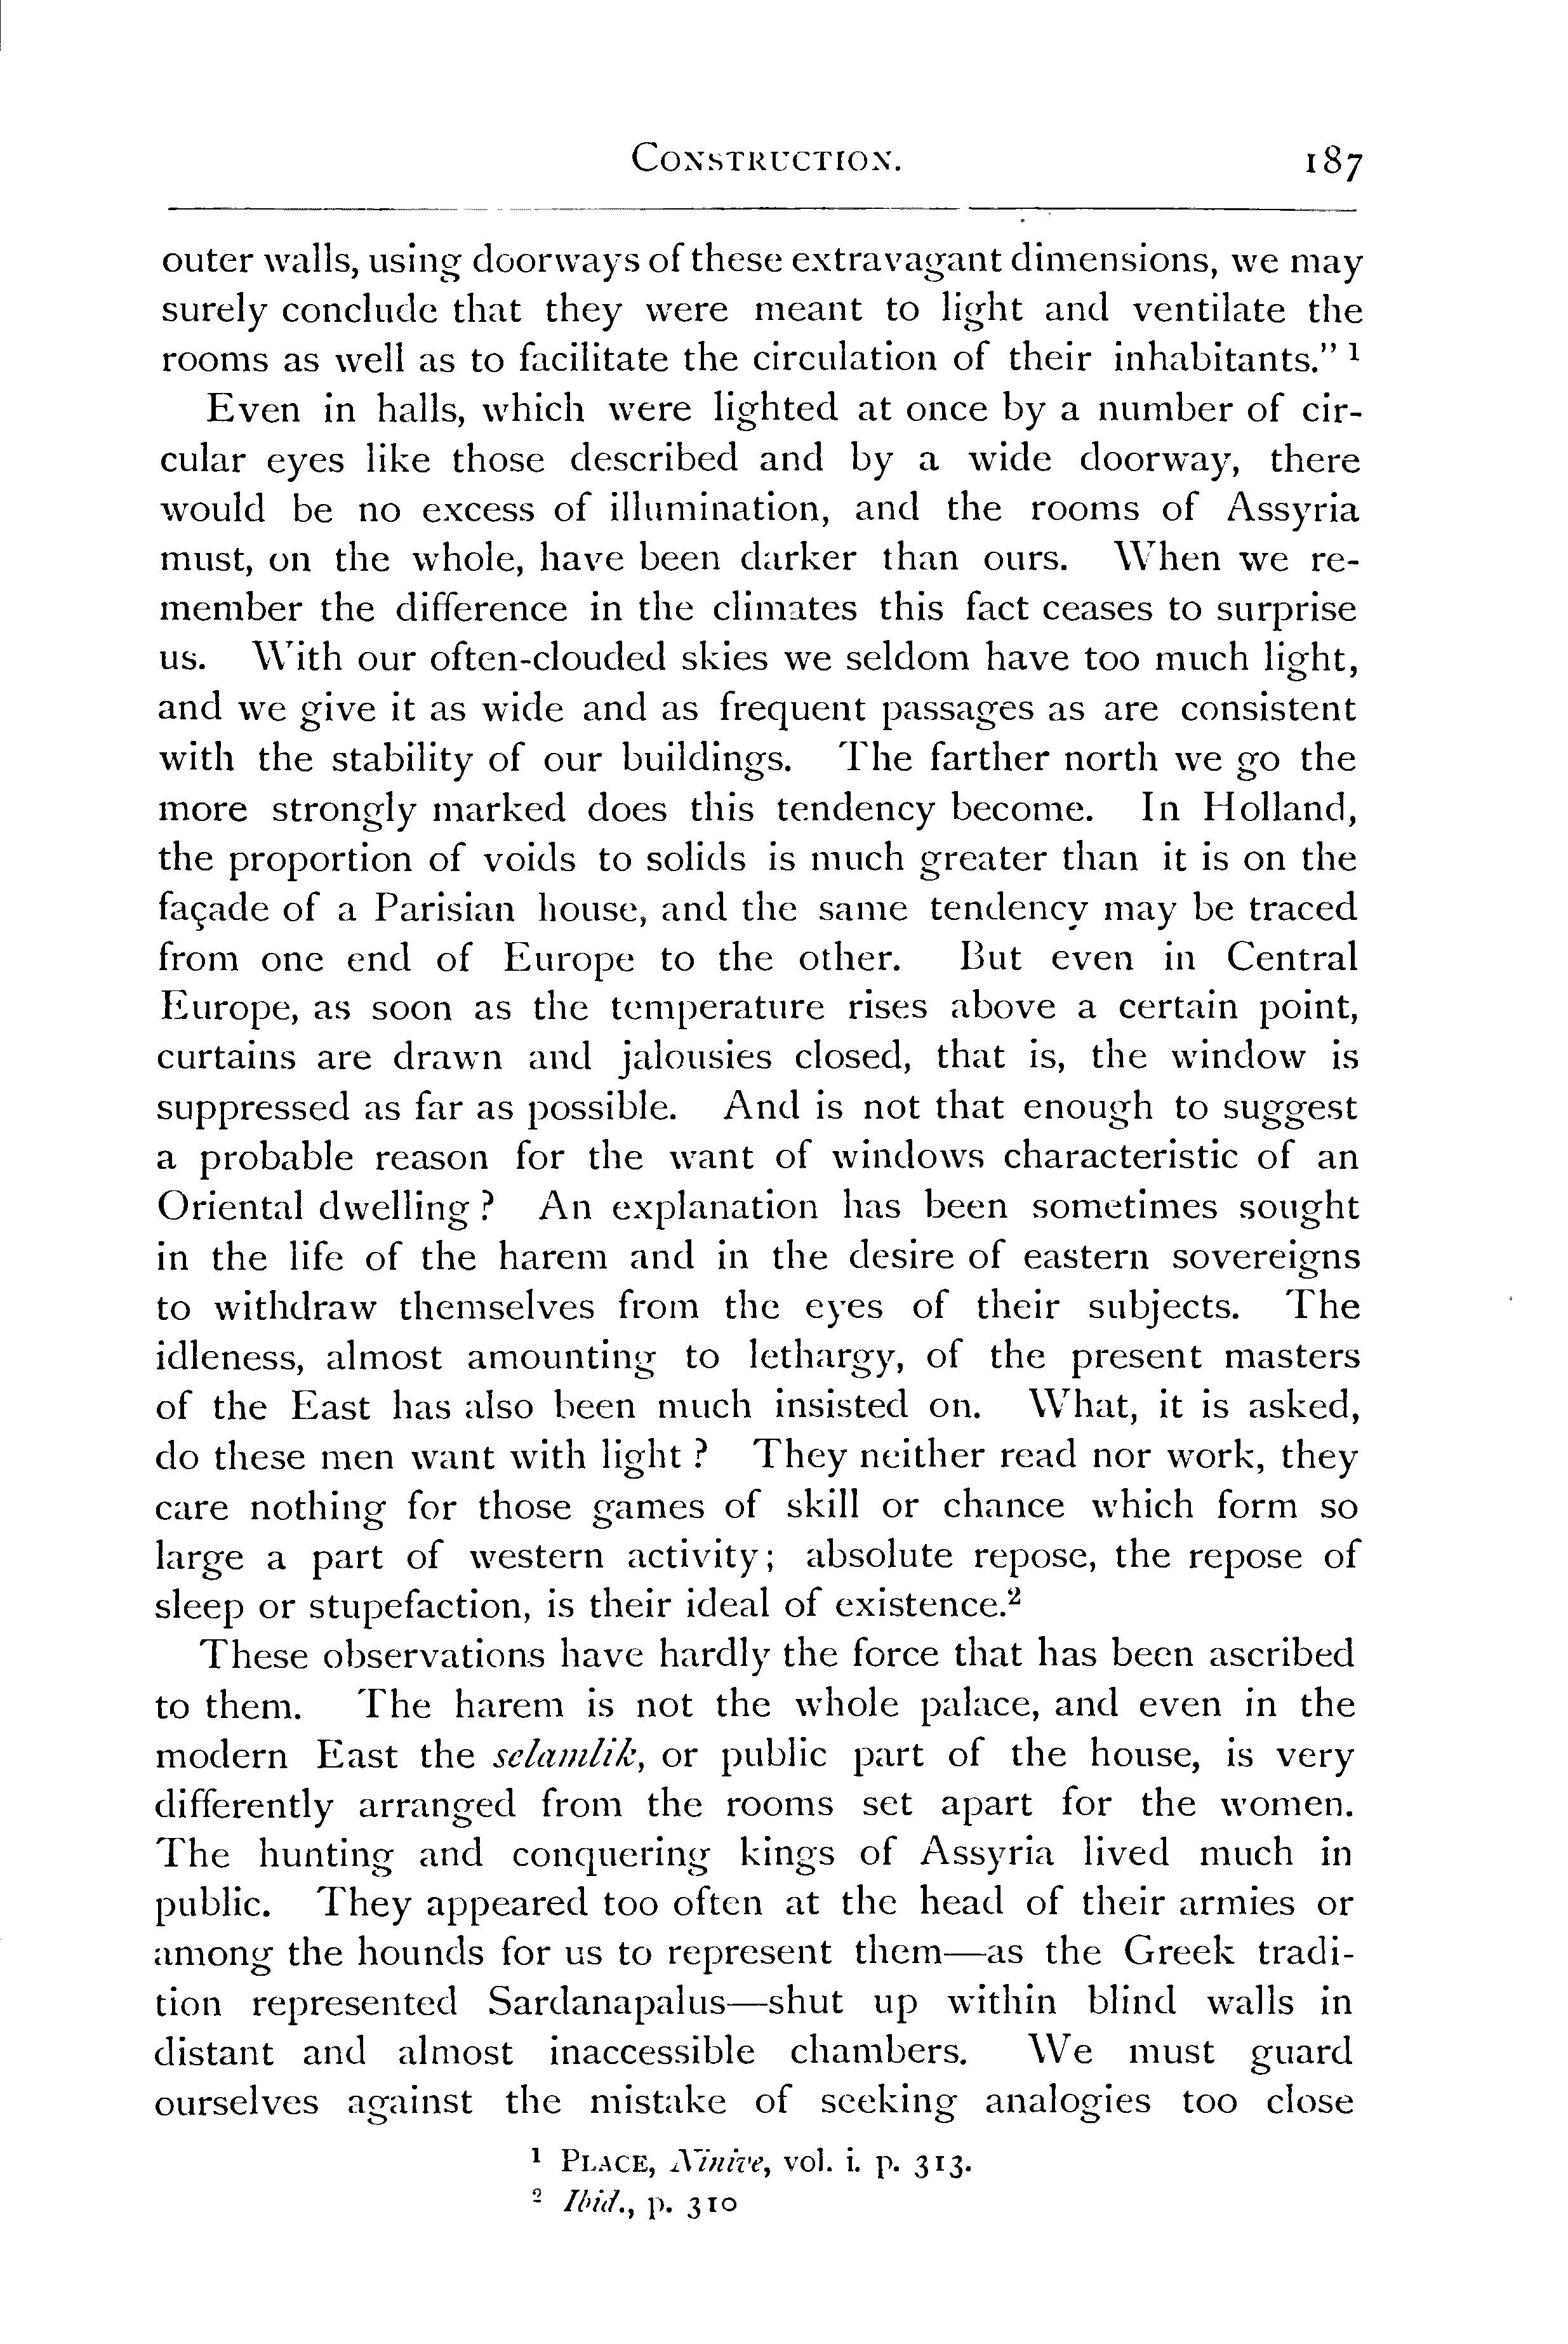 CONSTRUCTION. 187
outer walls, using doorways of these extravagant dimensions, we may
surely conclude that they were meant to light and ventilate the
rooms as well as to facilitate the circulation of their inhabitants." 1
Even in halls, which were lighted at once by a number of cir-
cular eyes like those described and by a wide doorway, there
would be no excess of illumination, and the rooms of Assyria
must, on the whole, have been darker than ours. When we re-
member the difference in the climates this fact ceases to surprise
us. With our often-clouded skies we seldom have too much light,
and we give it as wide and as frequent passages as are consistent
with the stability of our buildings. The farther north we go the
more strongly marked does this tendency become. In Holland,
the proportion of voids to solids is much greater than it is on the
façade of a Parisian house, and the same tendency may be traced
from one end of Europe to the other. But even in Central
Europe, as soon as the temperature rises above a certain point,
curtains are drawn and jalousies closed, that is, the window is
suppressed as far as possible. And is not that enough to suggest
a probable reason for the want of windows characteristic of an
Oriental dwelling? An explanation has been sometimes sought
in the life of the harem and in the desire of eastern sovereigns
to withdraw themselves from the eyes of their subjects. The
idleness, almost amounting to lethargy, of the present masters
of the East has also been much insisted on. What, it is asked,
do these men want with light? They neither read nor work, they
care nothing for those games of skill or chance which form so
large a part of western activity; absolute repose, the repose of
sleep or stupefaction, is their ideal of existence.2
These observations have hardly the force that has been ascribed
to them. The harem is not the whole palace, and even in the
modern East the selamlik, or public part of the house, is very
differently arranged from the rooms set apart for the women.
The hunting and conquering kings of Assyria lived much in
public. They appeared too often at the head of their armies or
among the hounds for us to represent them—as the Greek tradi-
tion represented Sardanapalus—shut up within blind walls in
distant and almost inaccessible chambers. We must guard
ourselves against the mistake of seeking analogies too close
1 PLACE, Ninive, vol. i. p. 313.
2 Ibid., p. 310